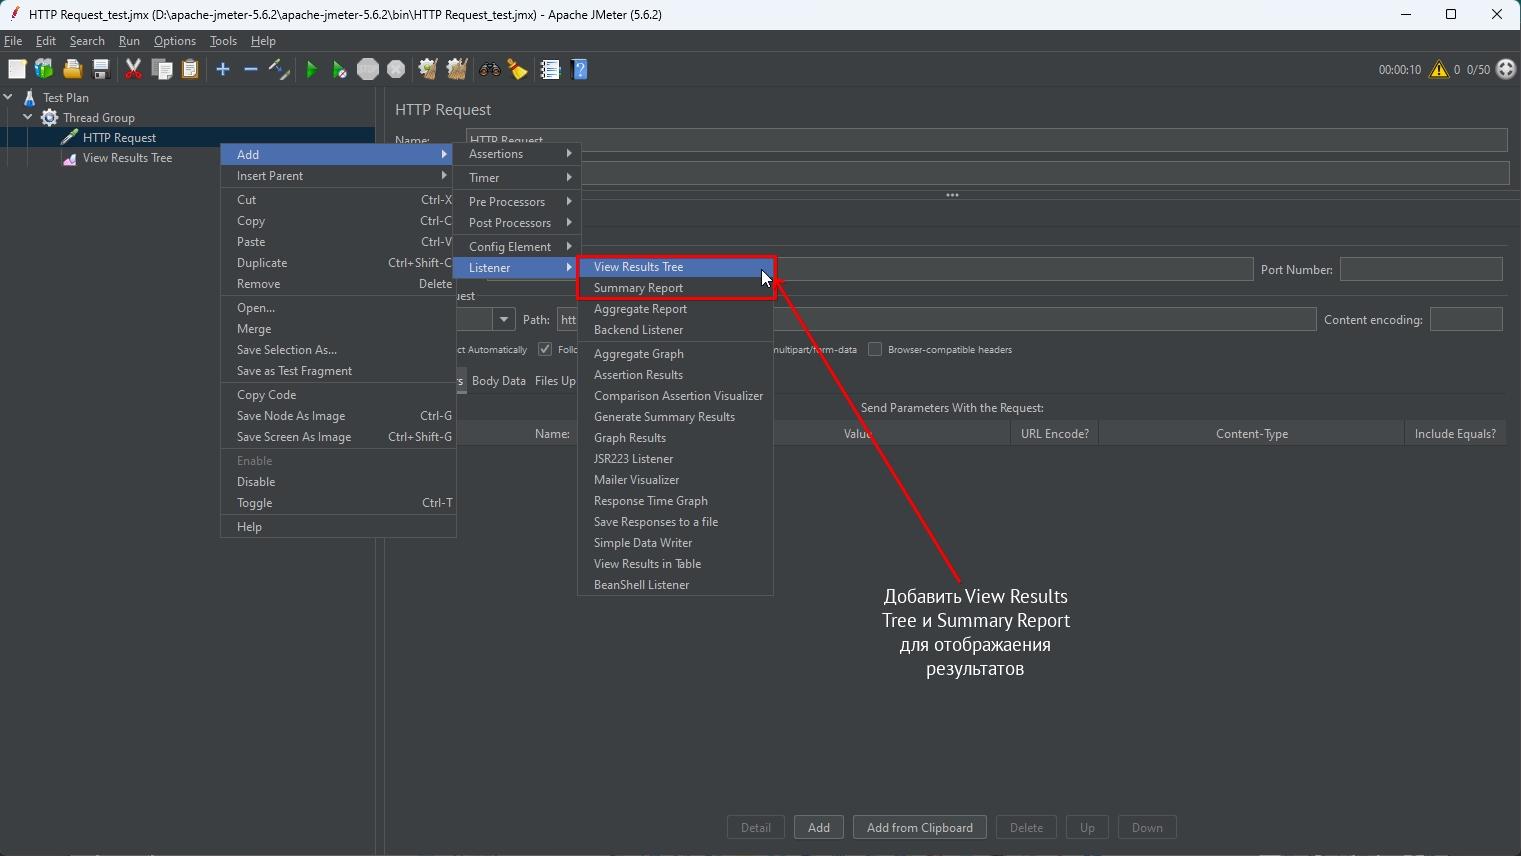 HTTP Request_test.jmx (D:\apache-jmeter-5.6.2\apache-jmeter-5.6.2\bin\HTTP Request_test.jmx) - Apache JMeter (5.6.2)
File Edit Search Run Options Tools Help
00:00:10 0 0/50
Test Plan
Thread Group
HTTP Request
View Results Tree
HTTP Request
Name: HTTP Request
Add
Insert Parent
Cut Ctrl-X
Copy Ctrl-C
Paste Ctrl-V
Duplicate Ctrl+Shift-C
Remove Delete
Open...
Merge
Save Selection As...
Save as Test Fragment
Copy Code
Save Node As Image Ctrl-G
Save Screen As Image Ctrl+Shift-G
Enable
Disable
Toggle Ctrl-T
Help
Assertions
Timer
Pre Processors
Post Processors
Config Element
Listener
View Results Tree
Summary Report
Aggregate Report
Backend Listener
Aggregate Graph
Assertion Results
Comparison Assertion Visualizer
Generate Summary Results
Graph Results
JSR223 Listener
Mailer Visualizer
Response Time Graph
Save Responses to a file
Simple Data Writer
View Results in Table
BeanShell Listener
Port Number:
uest
Path: htt Content encoding:
ct Automatically Follo multipart/form-data Browser-compatible headers
rs Body Data Files Up
Send Parameters With the Request:
Name: Value URL Encode? Content-Type Include Equals?
Добавить View Results
Tree и Summary Report
для отображаения
результатов
Detail Add Add from Clipboard Delete Up Down